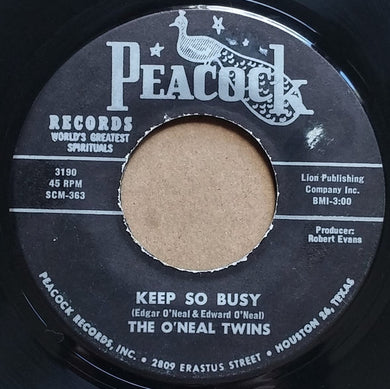 PEACOCK
RECORDS
WORLD'S GREATEST
SPIRITUALS
3190
45 RPM
SCM-363
Lion Publishing
Company Inc.
BMI-3:00
Producer:
Robert Evans
KEEP SO BUSY
(Edgar O'Neal & Edward O'Neal)
THE O'NEAL TWINS
PEACOCK RECORDS, INC. • 2809 ERASTUS STREET • HOUSTON 26, TEXAS